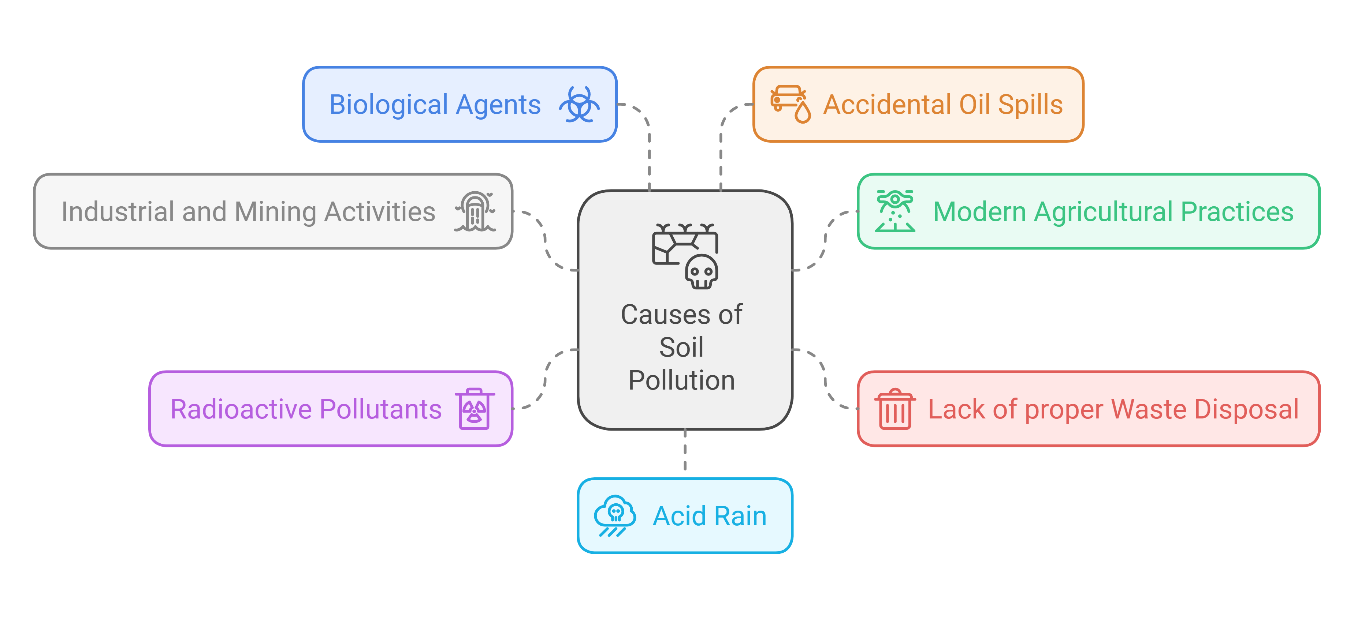 Biological Agents
Accidental Oil Spills
Industrial and Mining Activities
Modern Agricultural Practices
Causes of
Soil
Pollution
Radioactive Pollutants
Lack of proper Waste Disposal
Acid Rain